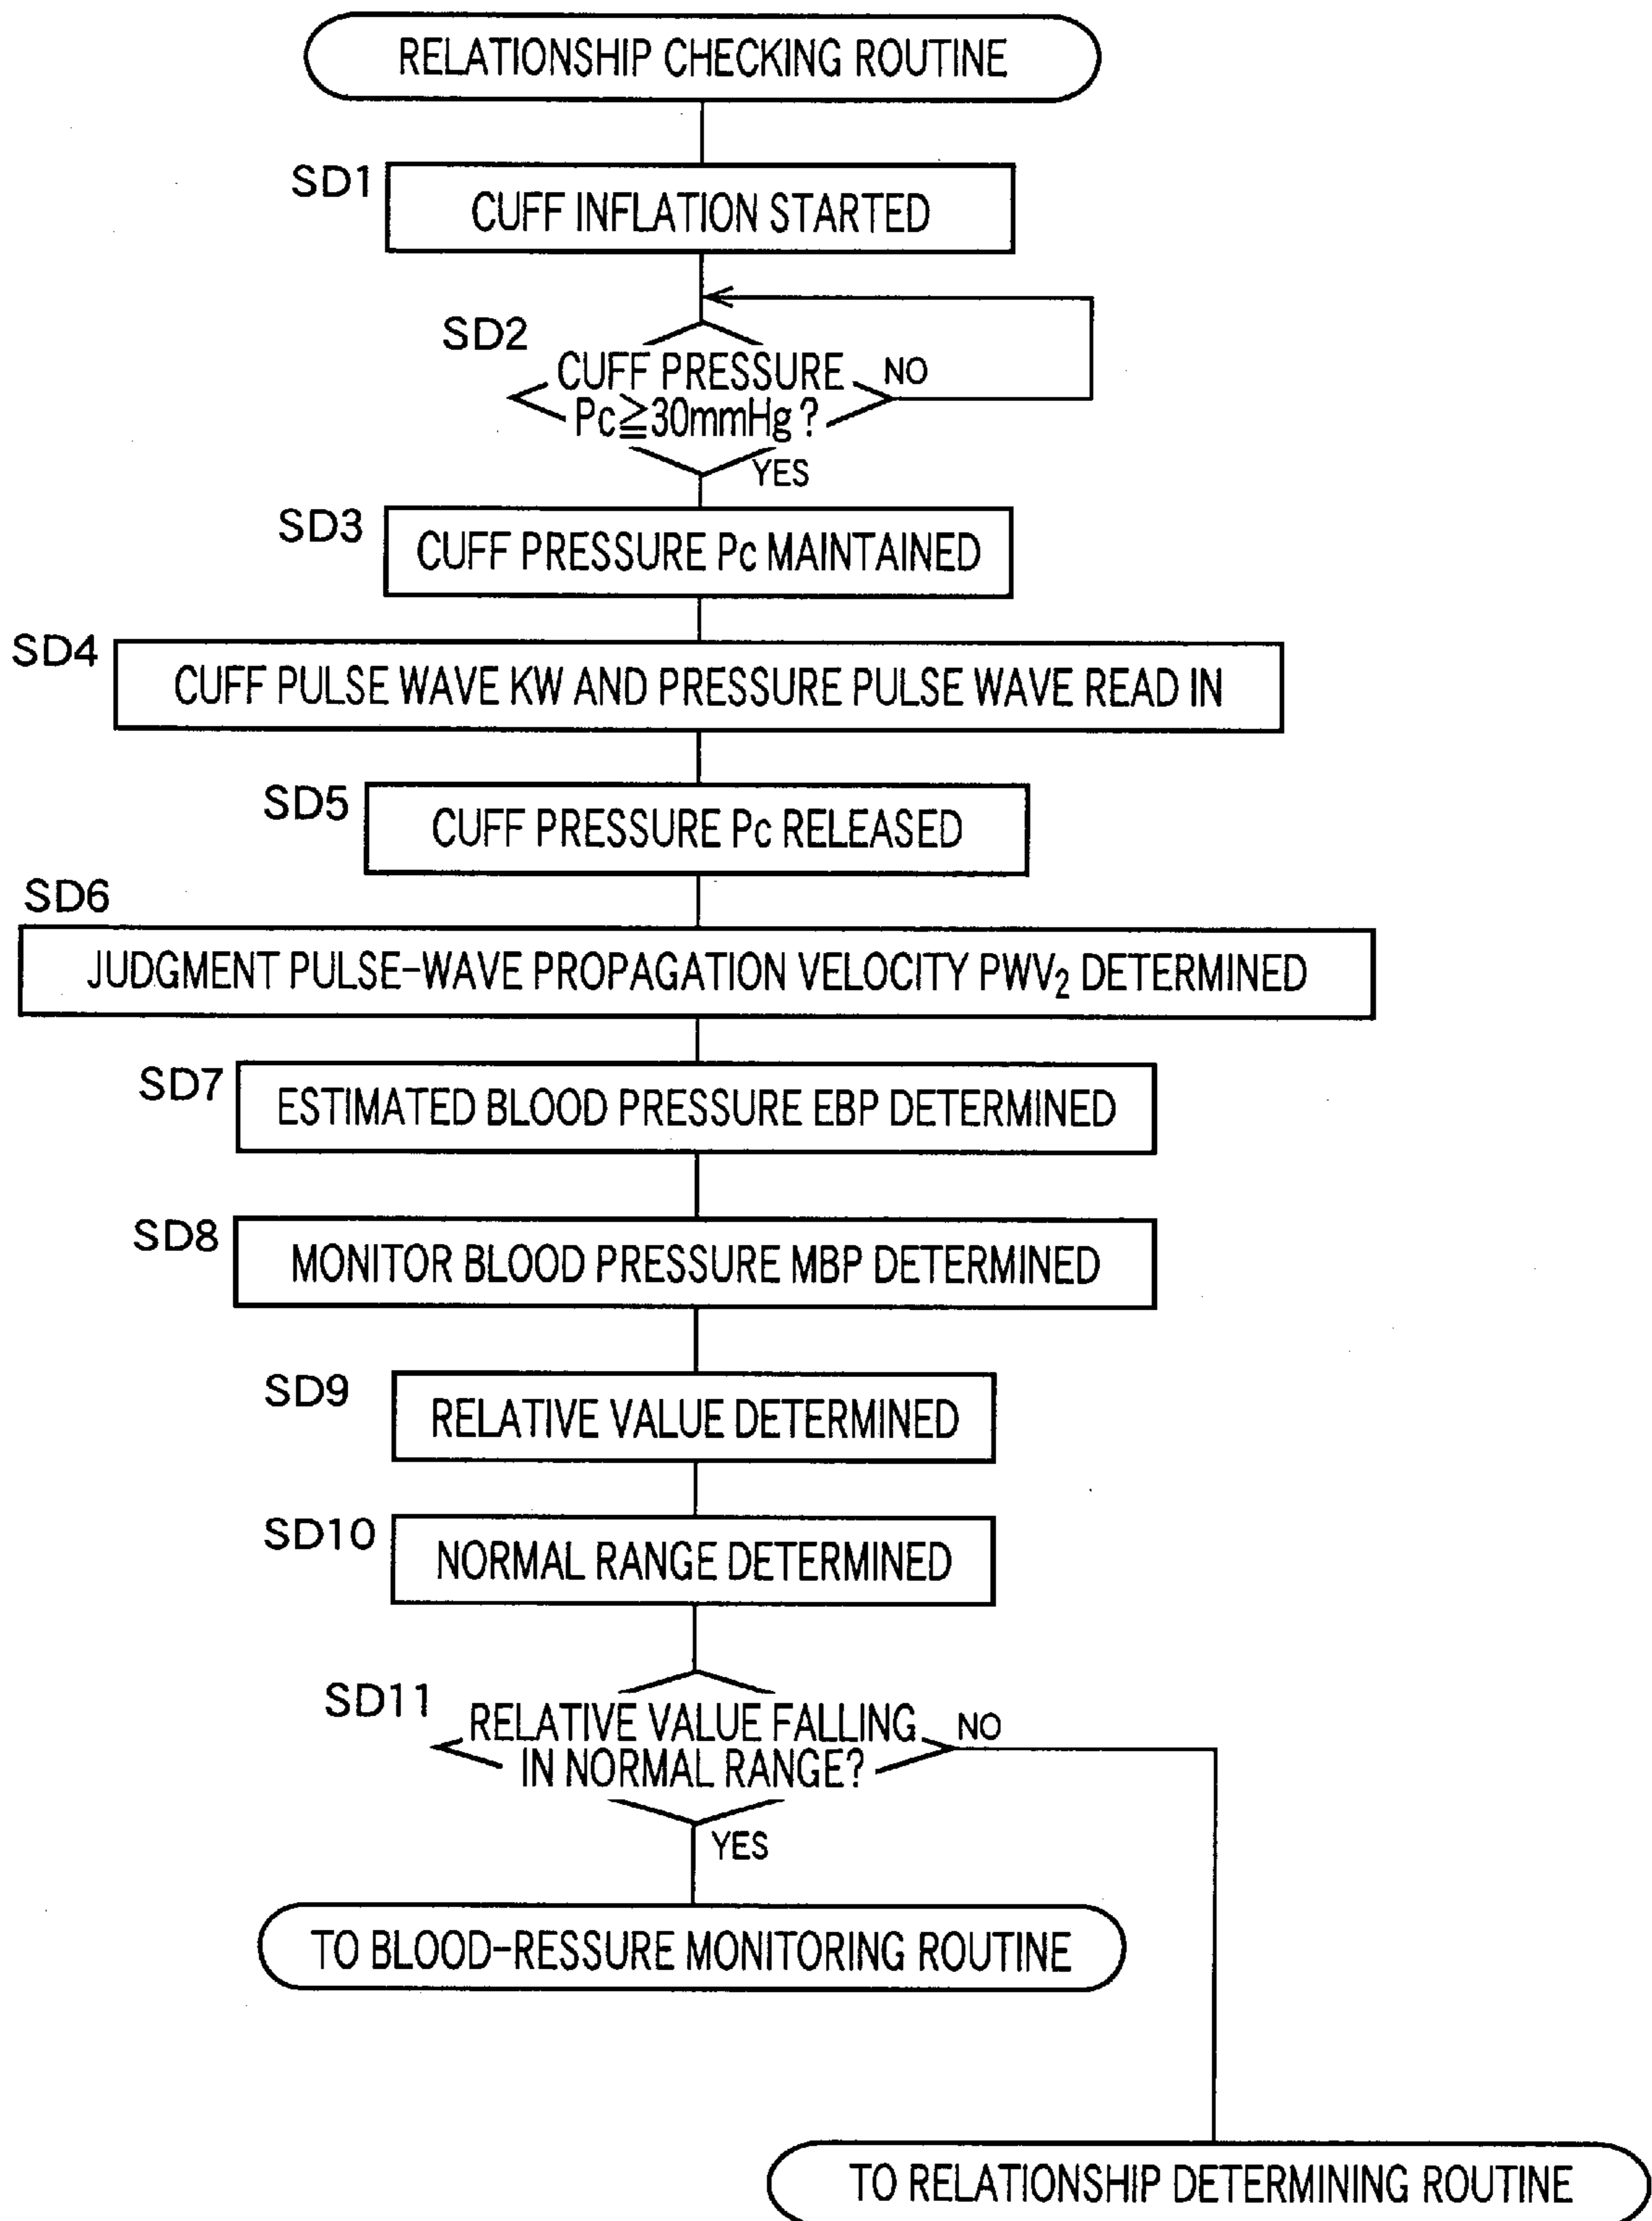 RELATIONSHIP CHECKING ROUTINE
SD1
CUFF INFLATION STARTED
SD2
CUFF PRESSURE
NO
Pc≧30mmHg?
YES
SD3
CUFF PRESSURE Pc MAINTAINED
SD4
CUFF PULSE WAVE KW AND PRESSURE PULSE WAVE READ IN
SD5
CUFF PRESSURE Pc RELEASED
SD6
JUDGMENT PULSE-WAVE PROPAGATION VELOCITY PWV₂ DETERMINED
SD7
ESTIMATED BLOOD PRESSURE EBP DETERMINED
SD8
MONITOR BLOOD PRESSURE MBP DETERMINED
SD9
RELATIVE VALUE DETERMINED
SD10
NORMAL RANGE DETERMINED
SD11
RELATIVE VALUE FALLING
NO
IN NORMAL RANGE?
YES
TO BLOOD-RESSURE MONITORING ROUTINE
TO RELATIONSHIP DETERMINING ROUTINE